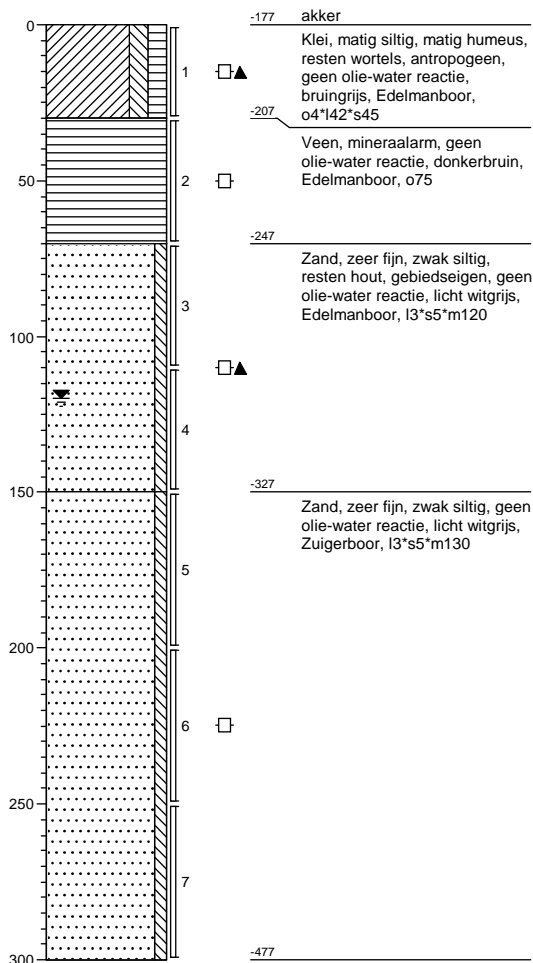 0
-177
akker
Klei, matig siltig, matig humeus,
resten wortels, antropogeen,
geen olie-water reactie,
bruingrijs, Edelmanboor,
o4*l42*s45
1
-207
Veen, mineraalarm, geen
olie-water reactie, donkerbruin,
Edelmanboor, o75
50
2
-247
Zand, zeer fijn, zwak siltig,
resten hout, gebiedseigen, geen
olie-water reactie, licht witgrijs,
Edelmanboor, l3*s5*m120
3
100
4
150
-327
Zand, zeer fijn, zwak siltig, geen
olie-water reactie, licht witgrijs,
Zuigerboor, l3*s5*m130
5
200
6
250
7
300
-477